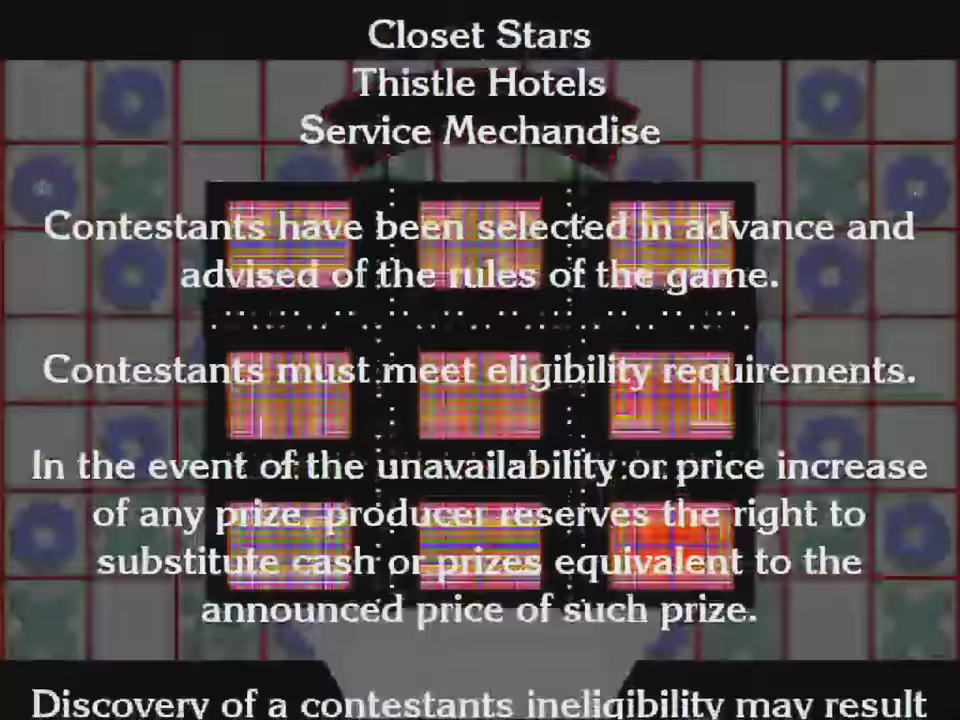 Closet Stars
Thistle Hotels
Service Mechandise
Contestants have been selected in advance and
advised of the rules of the game.
Contestants must meet eligibility requirements.
In the event of the unavailability or price increase
of any prize, producer reserves the right to
substitute cash or prizes equivalent to the
announced price of such prize.
Discovery of a contestants ineligibility may result